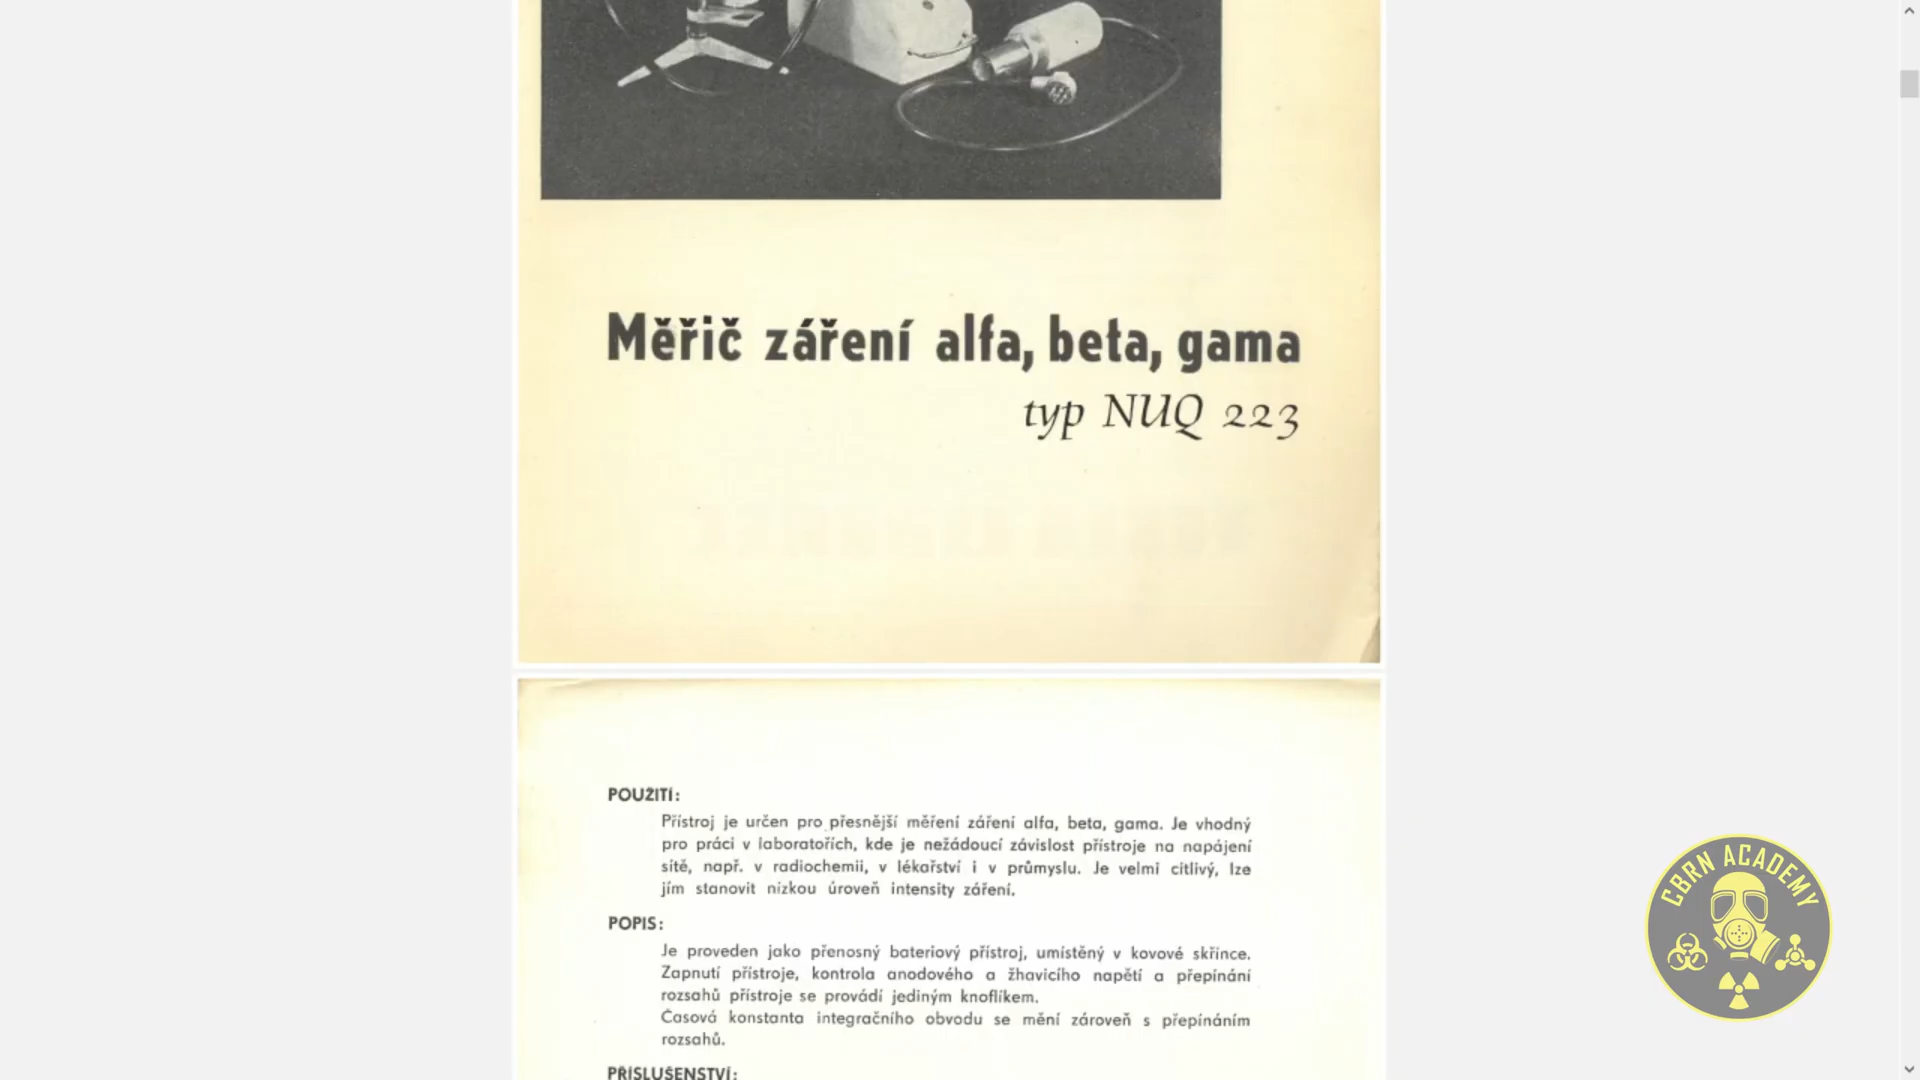 Měřič záření alfa, beta, gama
typ NUQ 223
POUŽITÍ:
Přístroj je určen pro přesnější měření záření alfa, beta, gama. Je vhodný
pro práci v laboratořích, kde je nežádoucí závislost přístroje na napájení
sítě, např. v radiochemii, v lékařství i v průmyslu. Je velmi citlivý, lze
jím stanovit nízkou úroveň intensity záření.
POPIS:
Je proveden jako přenosný bateriový přístroj, umístěný v kovové skřínce.
Zapnutí přístroje, kontrola anodového a žhavicího napětí a přepínání
rozsahů přístroje se provádí jediným knoflíkem.
Časová konstanta integračního obvodu se mění zároveň s přepínáním
rozsahů.
PŘÍSLUŠENSTVÍ:
CBRN ACADEMY